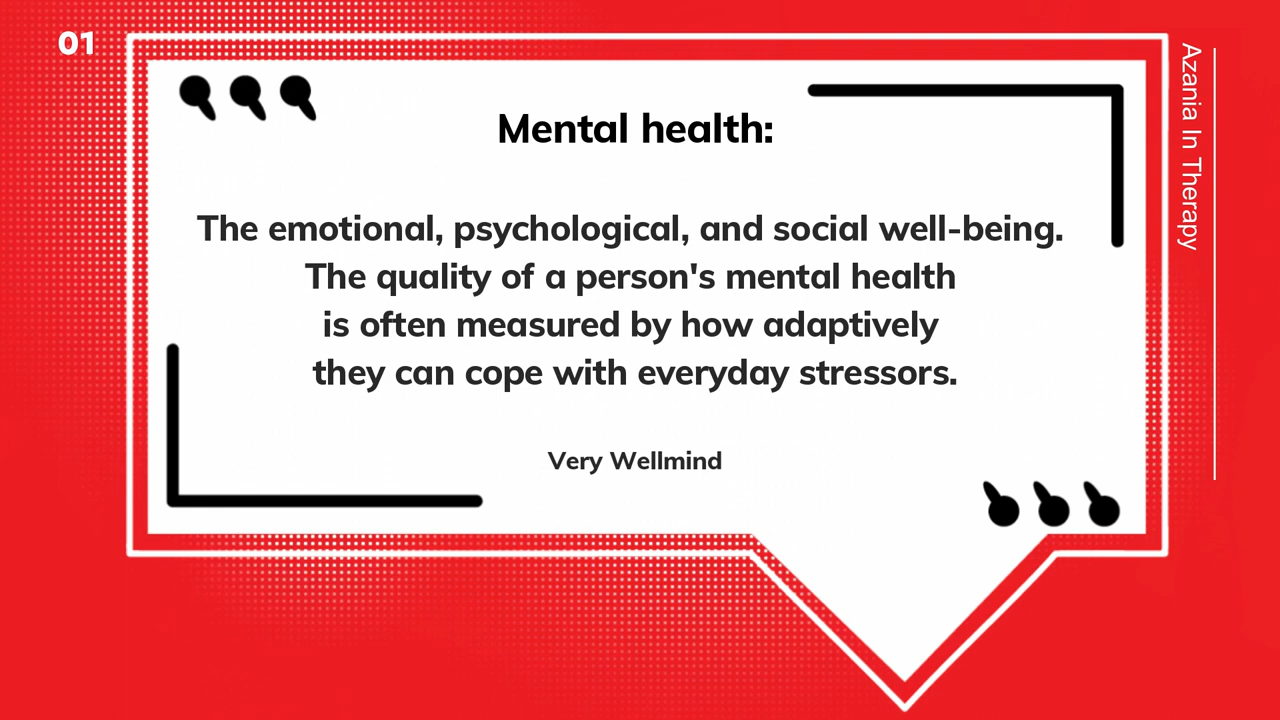 01
Mental health:
The emotional, psychological, and social well-being.
The quality of a person's mental health
is often measured by how adaptively
they can cope with everyday stressors.
Very Wellmind
Azania In Therapy